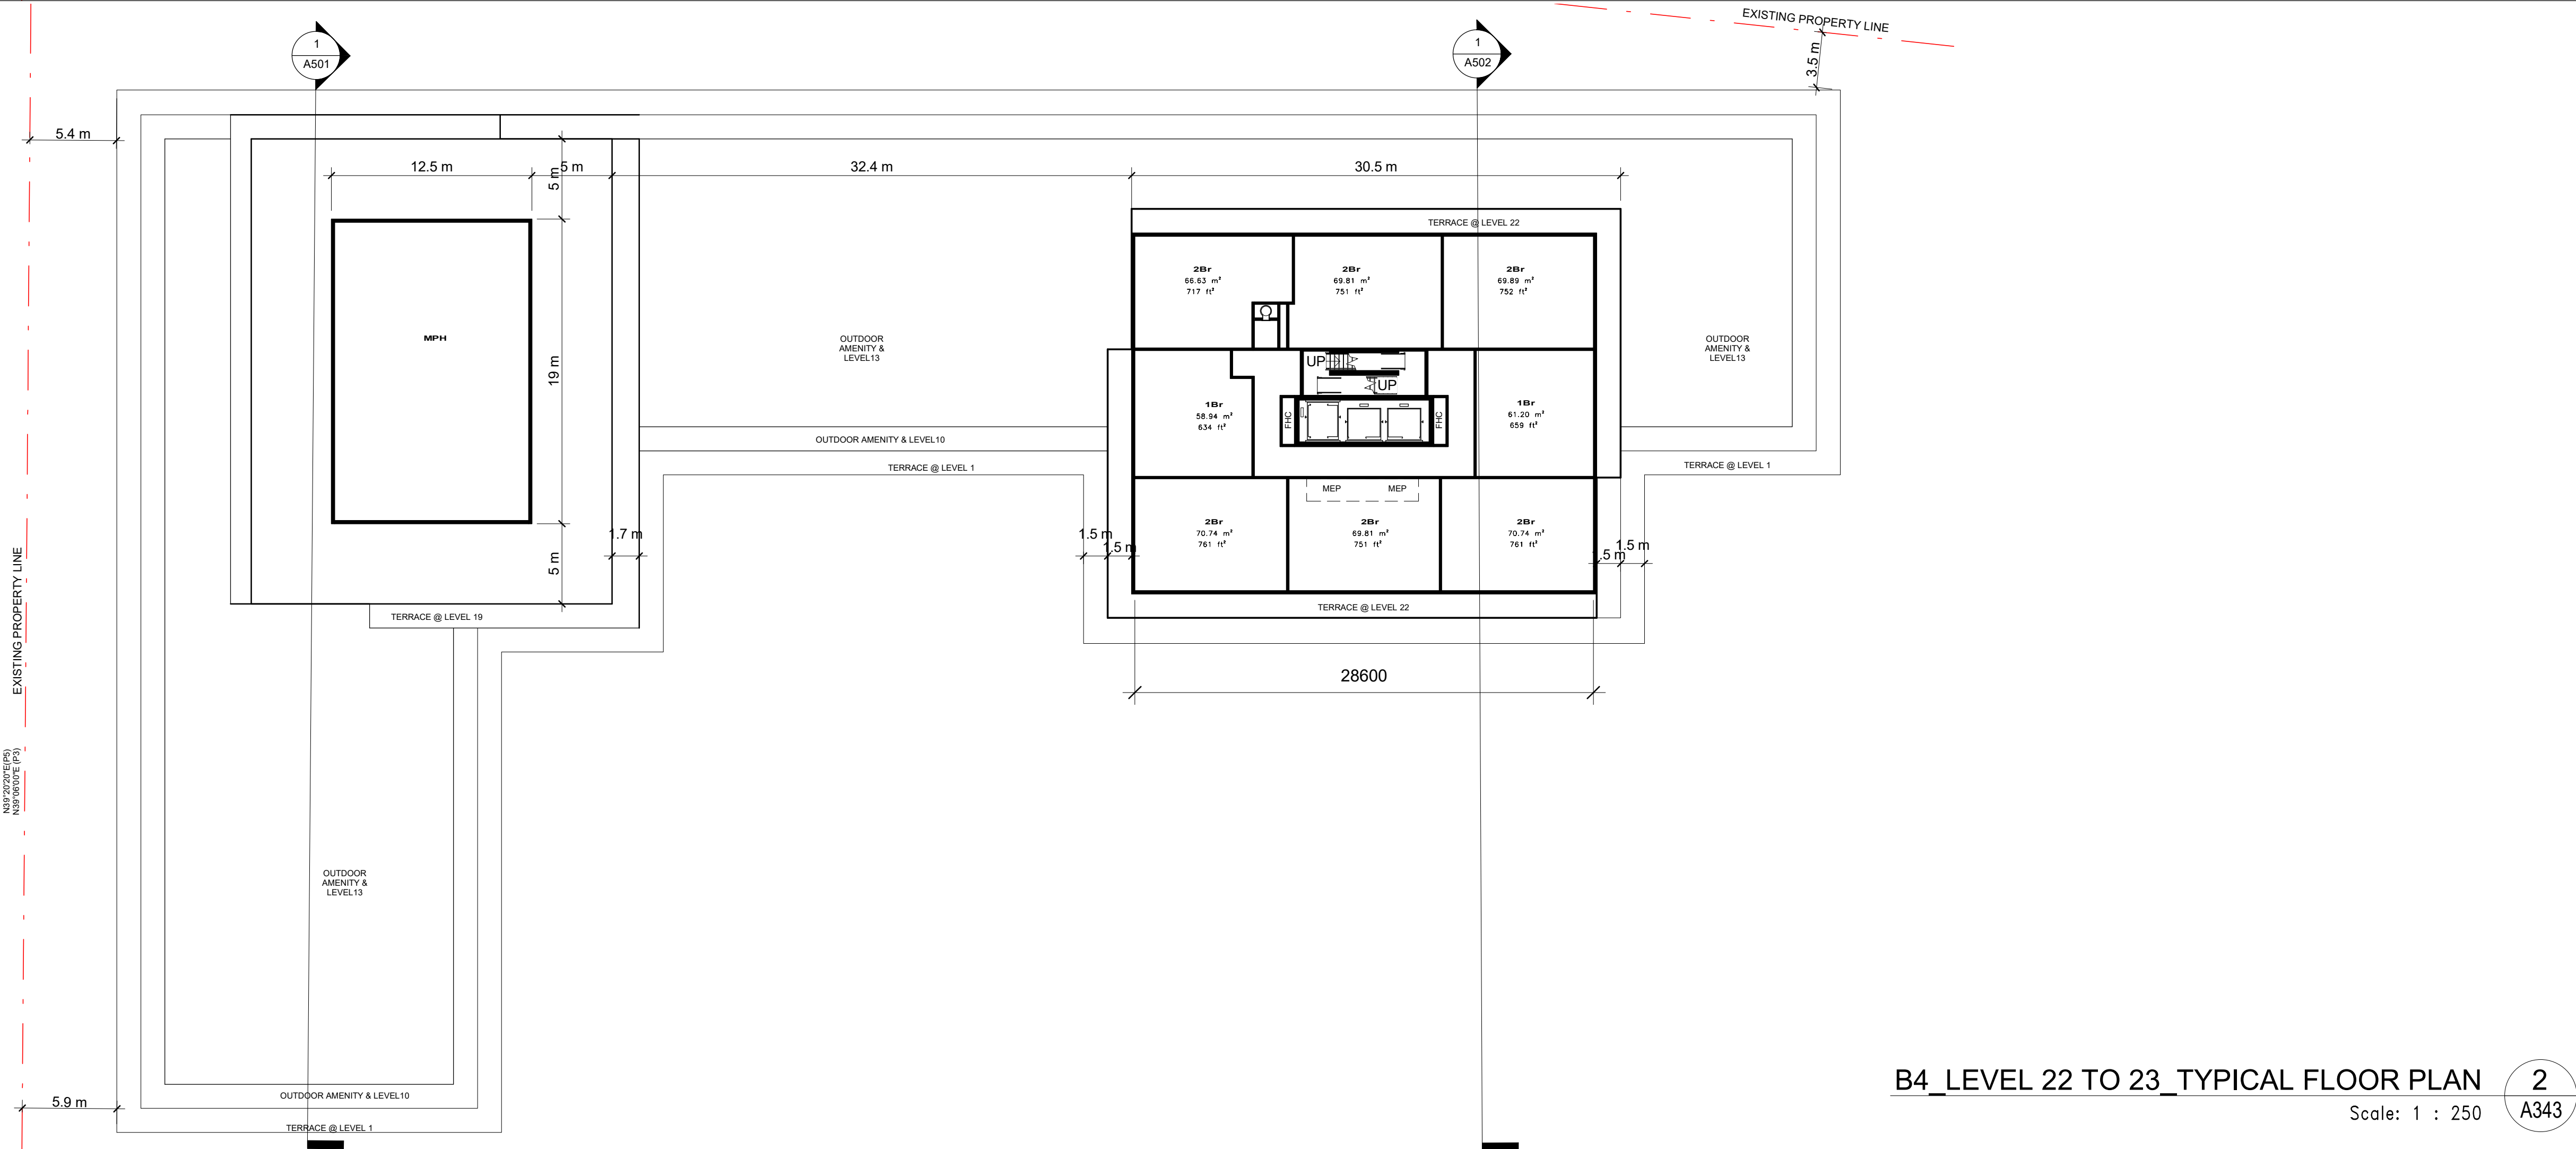 EXISTING PROPERTY LINE
3.5 m
1
A501
1
A502
5.4 m
12.5 m
5 m
5 m
32.4 m
30.5 m
TERRACE @ LEVEL 22
2Br
66.63 m²
717 ft²
2Br
69.81 m²
751 ft²
2Br
69.89 m²
752 ft²
MPH
OUTDOOR
AMENITY &
LEVEL13
OUTDOOR
AMENITY &
LEVEL13
19 m
UP
UP
1Br
58.94 m²
634 ft²
FHC
FHC
1Br
61.20 m²
659 ft²
OUTDOOR AMENITY & LEVEL10
TERRACE @ LEVEL 1
TERRACE @ LEVEL 1
MEP
MEP
2Br
70.74 m²
761 ft²
2Br
69.81 m²
751 ft²
2Br
70.74 m²
761 ft²
1.7 m
1.5 m
1.5 m
.5 m
1.5 m
5 m
TERRACE @ LEVEL 19
TERRACE @ LEVEL 22
EXISTING PROPERTY LINE
28600
N39°20'20"E(P5)
N39°06'00"E (P3)
OUTDOOR
AMENITY &
LEVEL13
5.9 m
OUTDOOR AMENITY & LEVEL10
TERRACE @ LEVEL 1
B4_LEVEL 22 TO 23_TYPICAL FLOOR PLAN
Scale: 1 : 250
2
A343